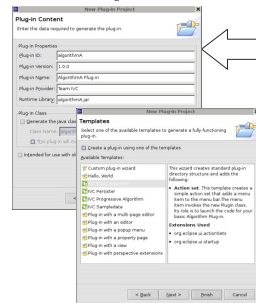 New Plug-in Project
Plug-in Content
Enter the data required to generate the plug-in.
Plug-in Properties
Plug-in ID: algorithmA
Plug-in Version: 1.0.0
Plug-in Name: AlgorithmA Plug-in
Plug-in Provider: Team IVC
Runtime Library: algorithmA.jar
Plug-in Class
Generate the java clas
Class Name: algorith
This plug-in will m
Intended for use with ol
New Plug-in Project
Templates
Select one of the available templates to generate a fully-functioning
plug-in.
Create a plug-in using one of the templates
Available Templates:
Custom plug-in wizard
Hello, World
IVC Persister
IVC Progressive Algorithm
IVC Sampledata
Plug-in with a multi-page editor
Plug-in with an editor
Plug-in with a popup menu
Plug-in with a property page
Plug-in with a view
Plug-in with perspective extensions
This wizard creates standard plug-in
directory structure and adds the
following:
Action set. This template creates a
simple action set that adds a menu
item to the menu bar. The menu
item invokes the new Plugin class.
Its role is to launch the code for your
basic Algorithm Plug-in.
Extensions Used
org.eclipse.ui.actionSets
org.eclipse.ui.startup
< Back
Next >
Finish
Cancel